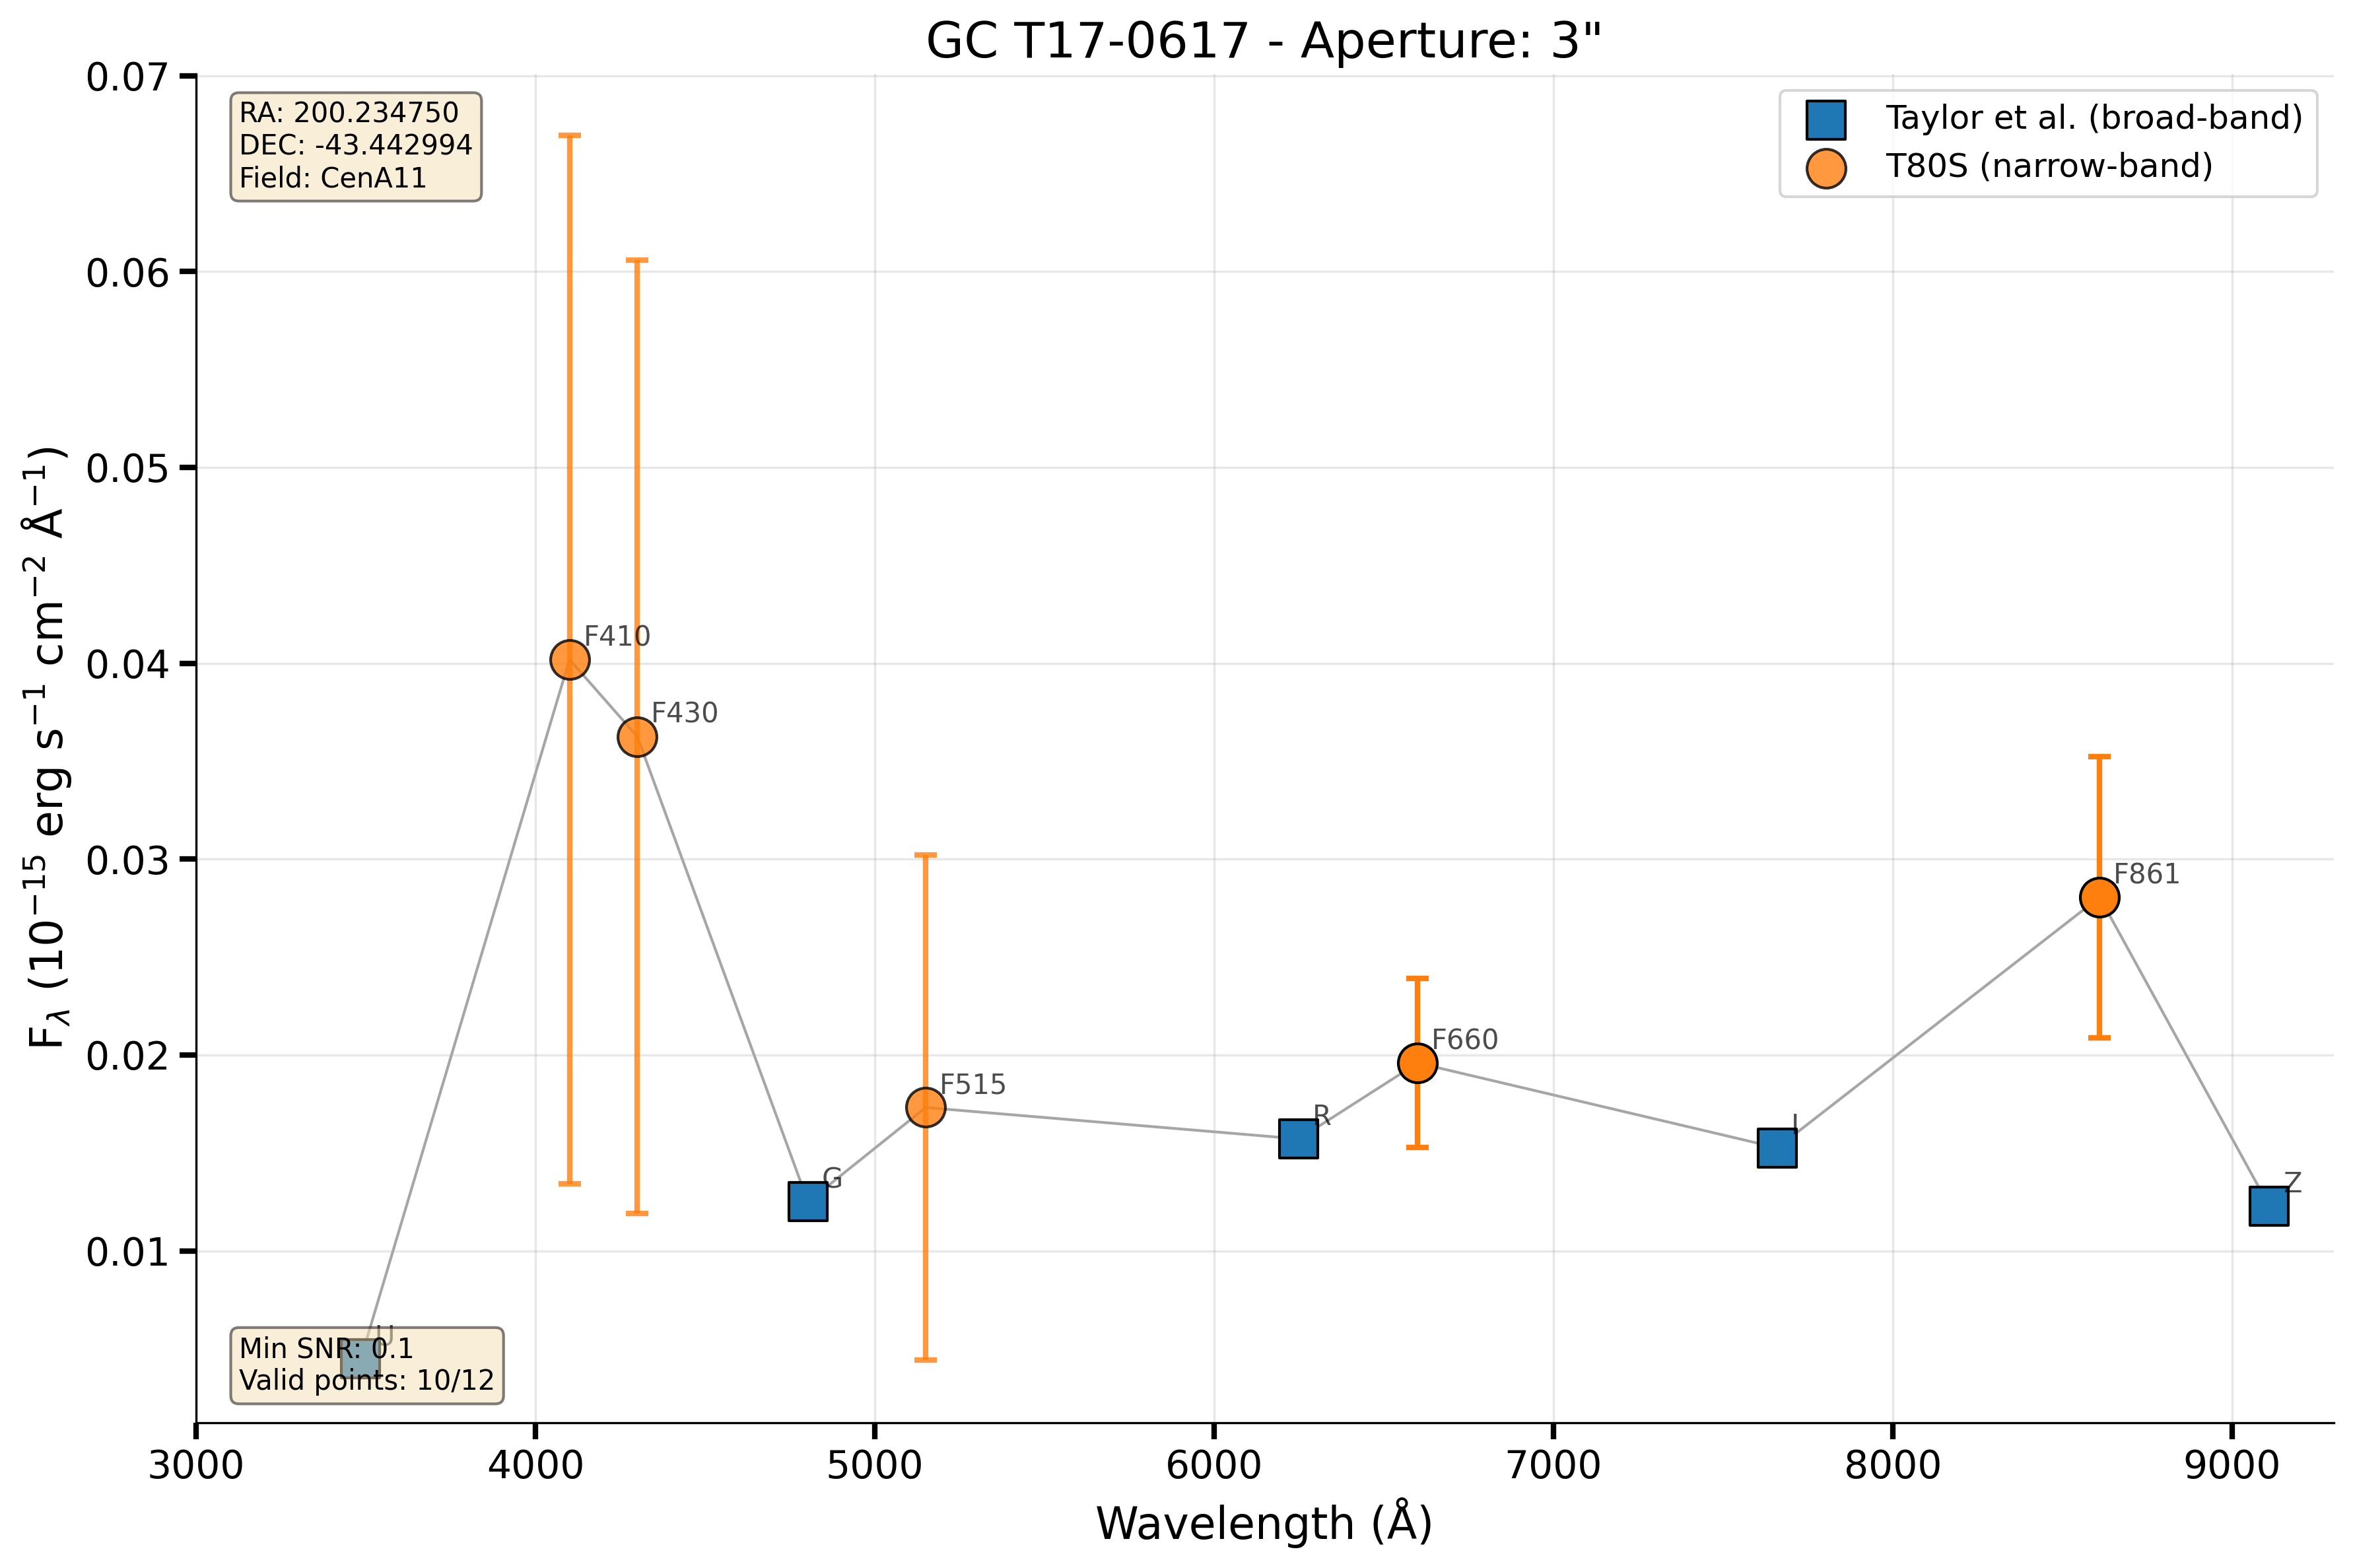 GC T17-0617 - Aperture: 3"
RA: 200.234750
DEC: -43.442994
Field: CenA11
Taylor et al. (broad-band)
T80S (narrow-band)
0.07
0.06
0.05
0.04
0.03
0.02
0.01
F_λ (10⁻¹⁵ erg s⁻¹ cm⁻² Å⁻¹)
F410
F430
F861
F515
F660
R
I
G
Z
U
Min SNR: 0.1
Valid points: 10/12
3000 4000 5000 6000 7000 8000 9000
Wavelength (Å)